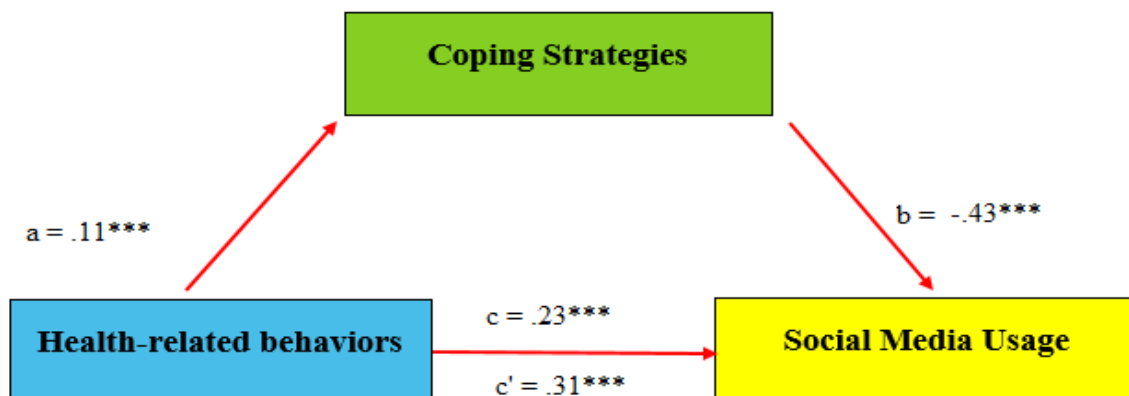 Coping Strategies
a = .11***
b = -.43***
Health-related behaviors
c = .23***
c' = .31***
Social Media Usage